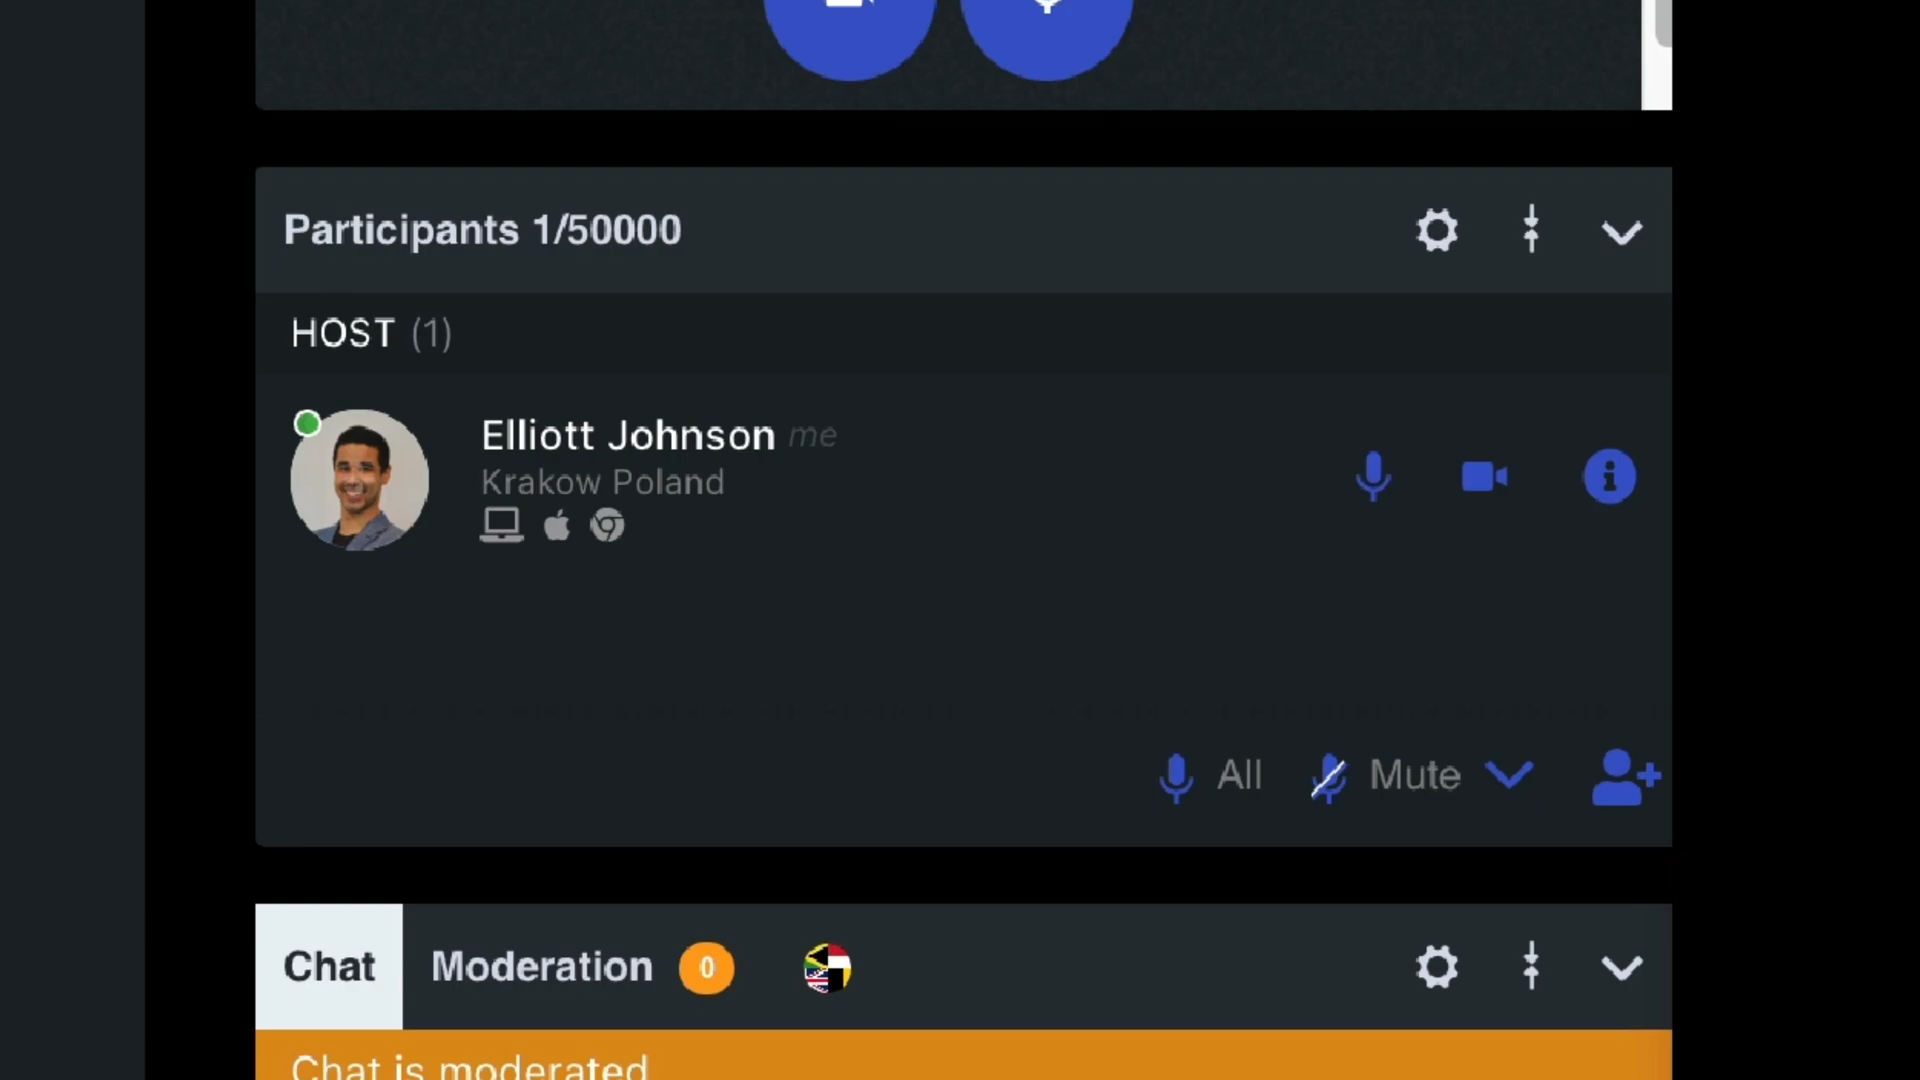 Participants 1/50000
HOST (1)
Elliott Johnson me
Krakow Poland
All Mute
Chat Moderation 0
Chat is moderated